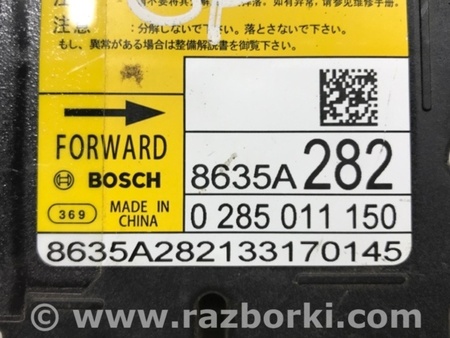 注意 :分解しないで下さい。落とさないで下さい。
もし、異常がある場合は整備解説書を御覧下さい。
FORWARD
BOSCH
8635A 282
369
MADE IN
CHINA
0 285 011 150
8635A282133170145
© www.razborki.com